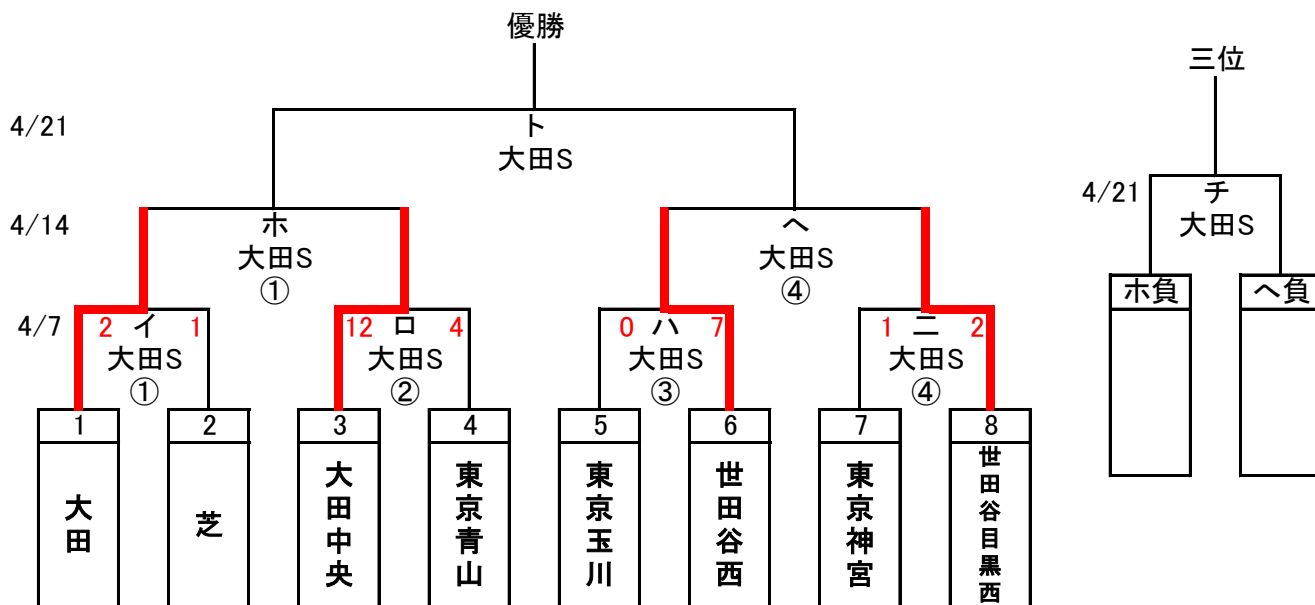 優勝
三位
4/21
ト
大田S
4/21
チ
大田S
4/14
ホ
大田S
①
ヘ
大田S
④
ホ負
ヘ負
4/7
2 イ 1
大田S
①
12 ロ 4
大田S
②
0 ハ 7
大田S
③
1 ニ 2
大田S
④
1
2
3
4
5
6
7
8
大田
芝
大田中央
東京青山
東京玉川
世田谷西
東京神宮
世田谷目黒西